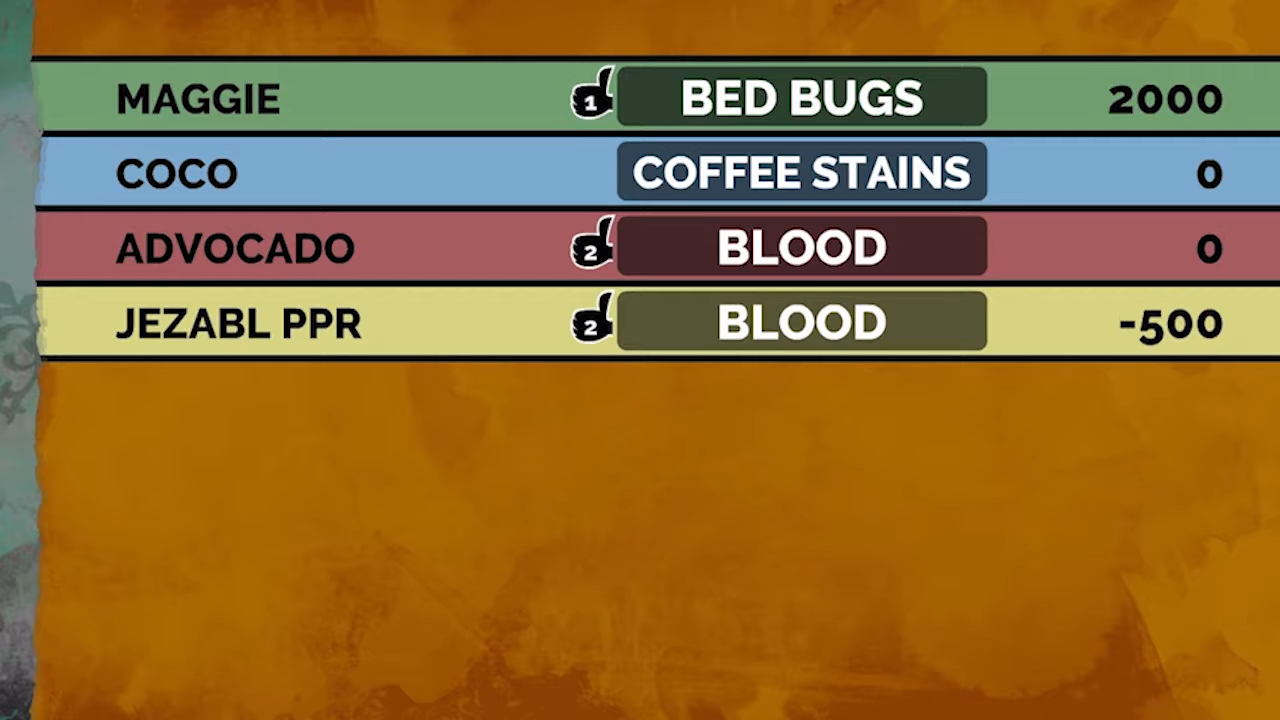 MAGGIE 1 BED BUGS 2000
COCO COFFEE STAINS 0
ADVOCADO 2 BLOOD 0
JEZABL PPR 2 BLOOD -500